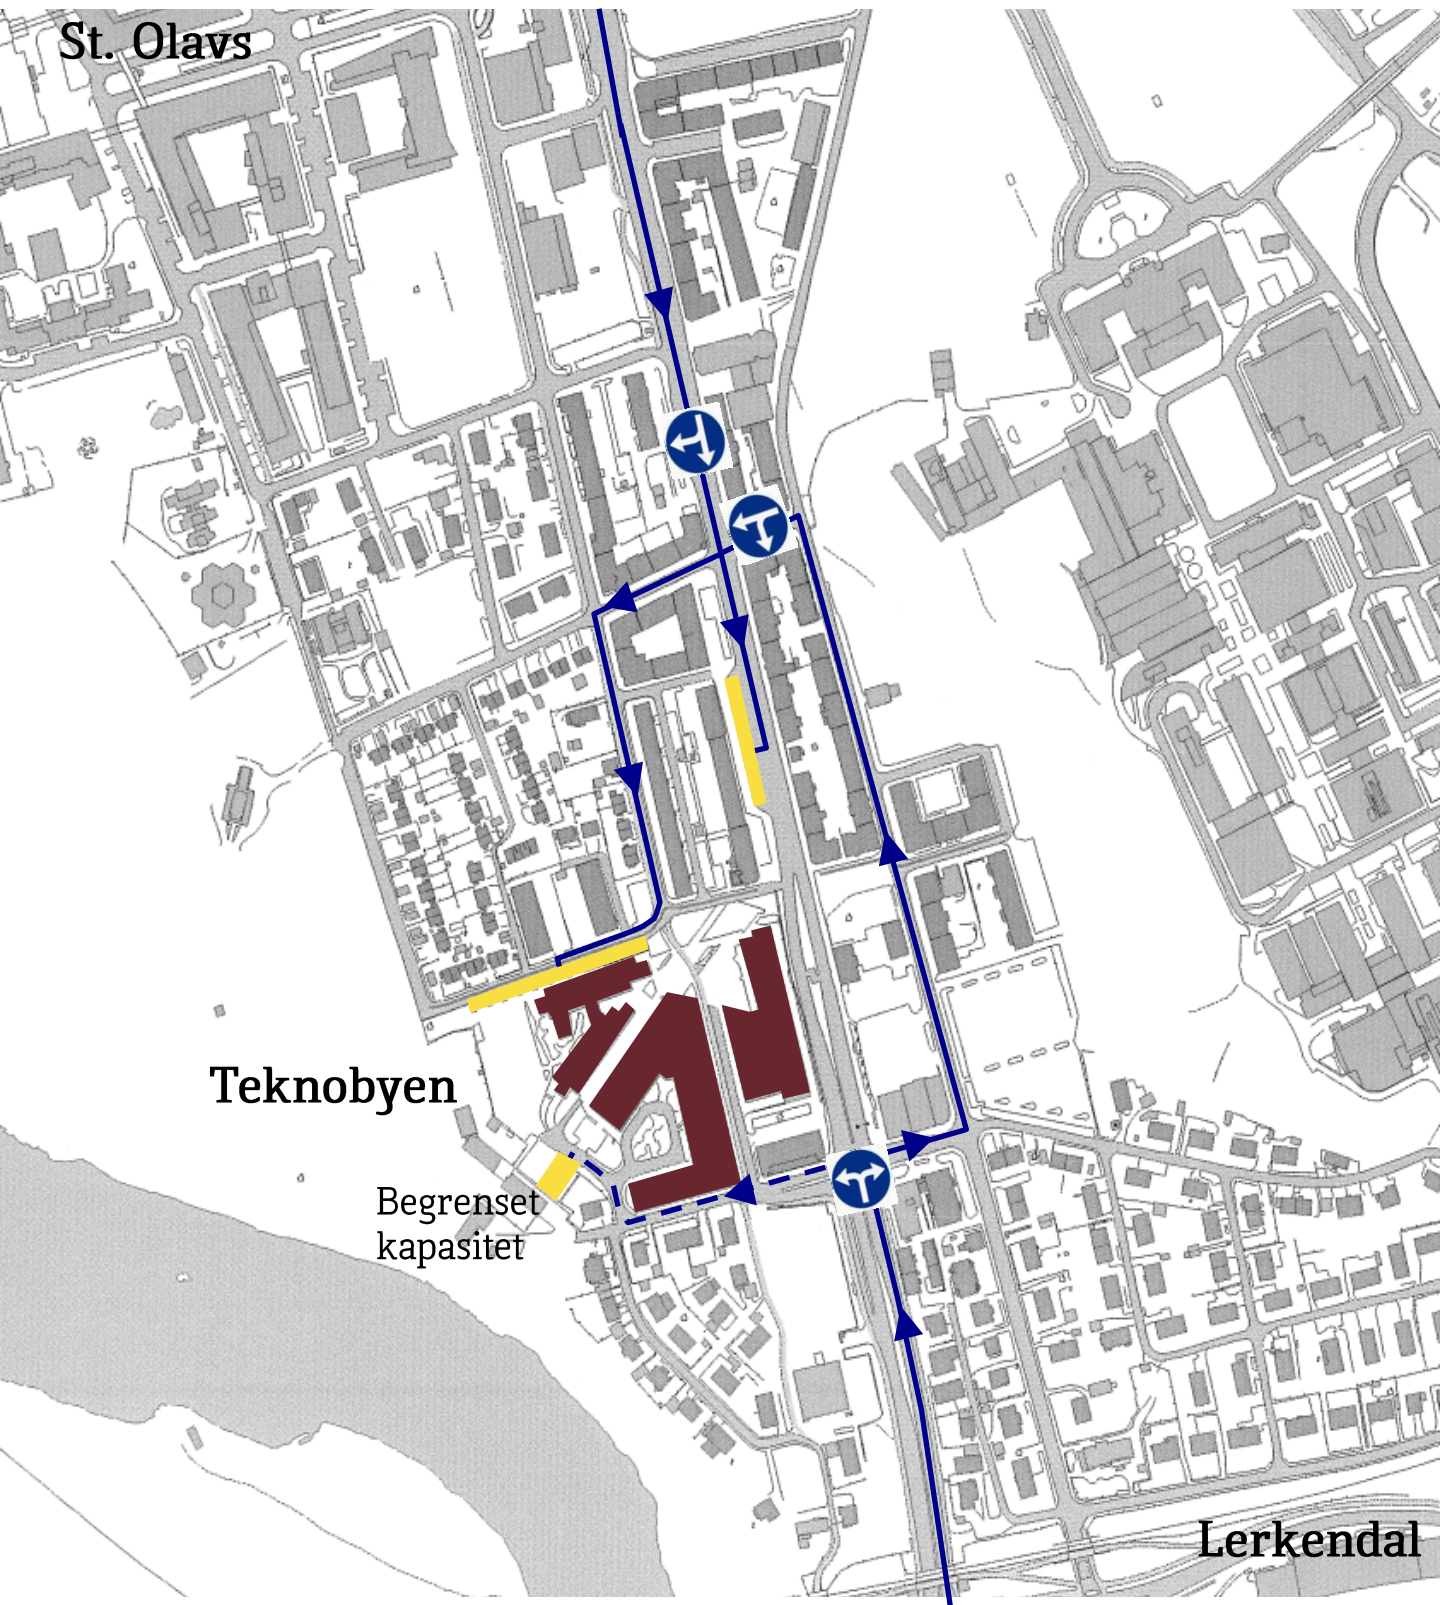 St. Olavs
Teknobyen
Begrenset
kapasitet
Lerkendal